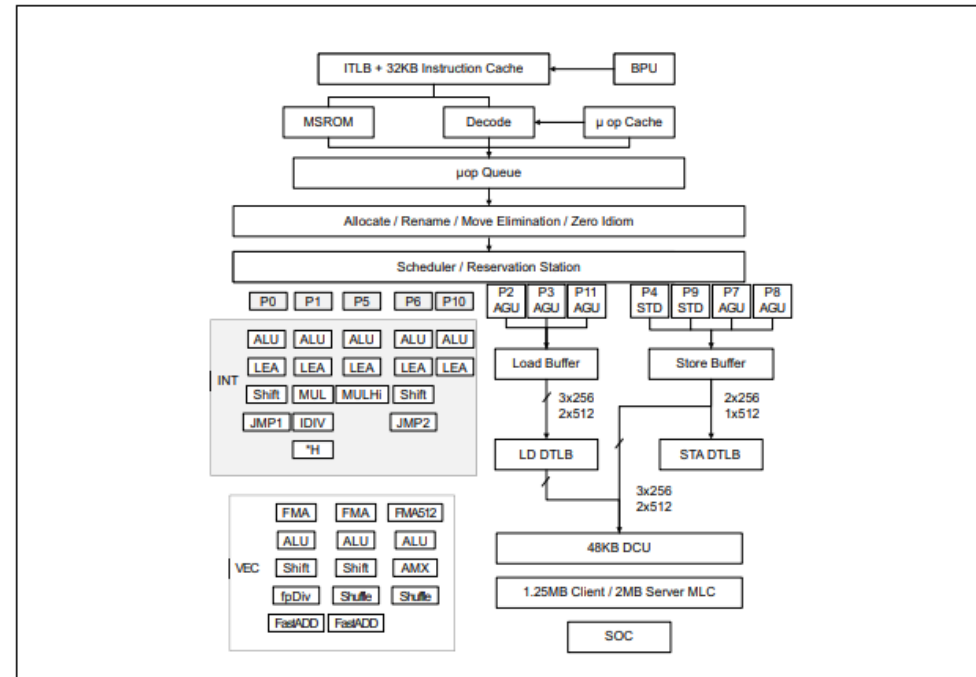 ITLB + 32KB Instruction Cache
BPU
MSROM
Decode
µ op Cache
µop Queue
Allocate / Rename / Move Elimination / Zero Idiom
Scheduler / Reservation Station
P0 P1 P5 P6 P10
P2 P3 P11
AGU AGU AGU
P4 P9 P7 P8
STD STD AGU AGU
INT
ALU ALU ALU ALU ALU
LEA LEA LEA LEA LEA
Shift MUL MULHi Shift
JMP1 IDIV JMP2
*H
Load Buffer
Store Buffer
3x256
2x512
2x256
1x512
LD DTLB
STA DTLB
3x256
2x512
VEC
FMA FMA FMA512
ALU ALU ALU
Shift Shift AMX
fpDiv Shuffle Shuffle
FastADD FastADD
48KB DCU
1.25MB Client / 2MB Server MLC
SOC